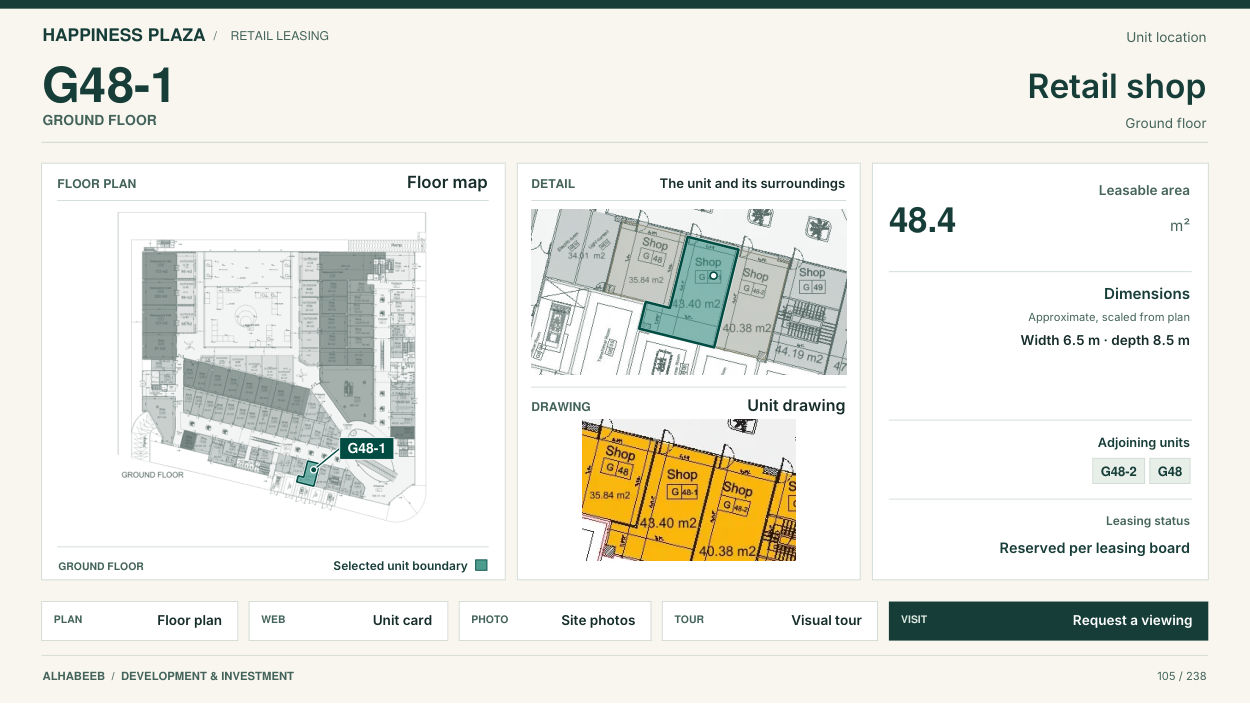 HAPPINESS PLAZA / RETAIL LEASING
Unit location
G48-1
Retail shop
GROUND FLOOR
Ground floor
FLOOR PLAN
Floor map
G48-1
GROUND FLOOR
GROUND FLOOR
Selected unit boundary
DETAIL
The unit and its surroundings
34.01 m2
Shop
G 48
35.84 m2
Shop
G
43.40 m2
Shop
G 48-2
40.38 m2
Shop
G 49
44.19 m2
47
DRAWING
Unit drawing
Shop
G 48
35.84 m2
Shop
G 48-1
43.40 m2
Shop
G 48-2
40.38 m2
Leasable area
48.4
m²
Dimensions
Approximate, scaled from plan
Width 6.5 m · depth 8.5 m
Adjoining units
G48-2
G48
Leasing status
Reserved per leasing board
PLAN
Floor plan
WEB
Unit card
PHOTO
Site photos
TOUR
Visual tour
VISIT
Request a viewing
ALHABEEB / DEVELOPMENT & INVESTMENT
105 / 238